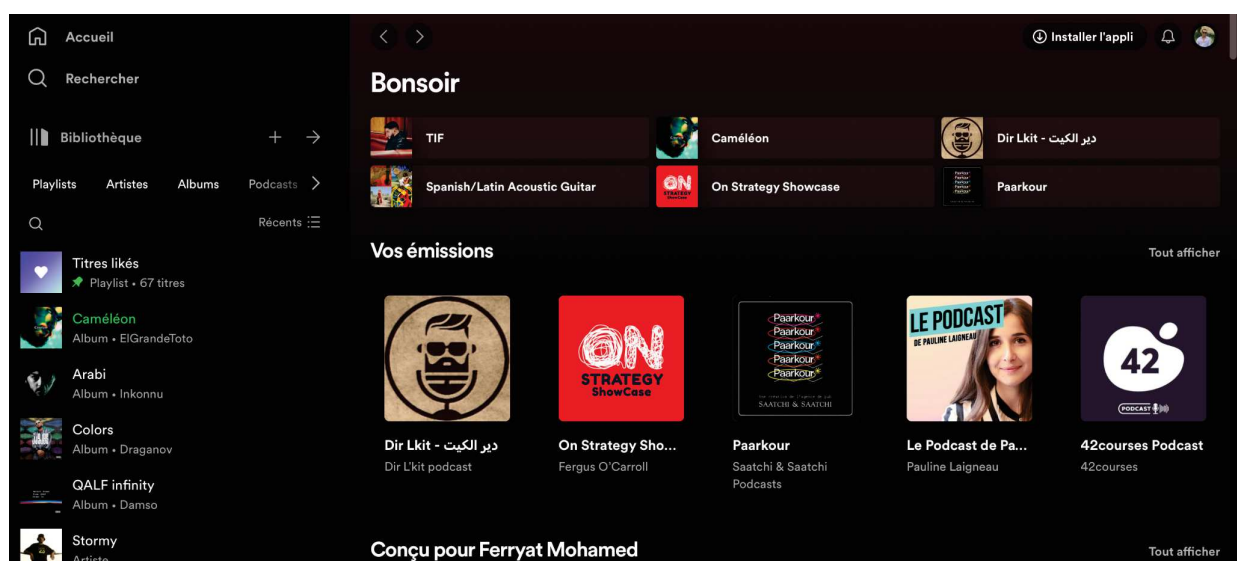 Accueil
Rechercher
Bibliothèque
Playlists Artistes Albums Podcasts
Récents
Titres likés
Playlist • 67 titres
Caméléon
Album • ElGrandeToto
Arabi
Album • Inkonnu
Colors
Album • Draganov
QALF infinity
Album • Damso
Stormy
Artiste
Installer l'appli
Bonsoir
TIF
Caméléon
Dir Lkit - دير الكيت
Spanish/Latin Acoustic Guitar
ON
STRATEGY
ShowCase
On Strategy Showcase
Paarkour
Vos émissions
Tout afficher
Dir Lkit - دير الكيت
Dir L'kit podcast
ON
STRATEGY
ShowCase
On Strategy Sho...
Fergus O'Carroll
Paarkour
Paarkour
Paarkour
Paarkour
Paarkour
SAATCHI & SAATCHI
Paarkour
Saatchi & Saatchi
Podcasts
LE PODCAST
DE PAULINE LAIGNEAU
Le Podcast de Pa...
Pauline Laigneau
42
PODCAST
42courses Podcast
42courses
Conçu pour Ferryat Mohamed
Tout afficher